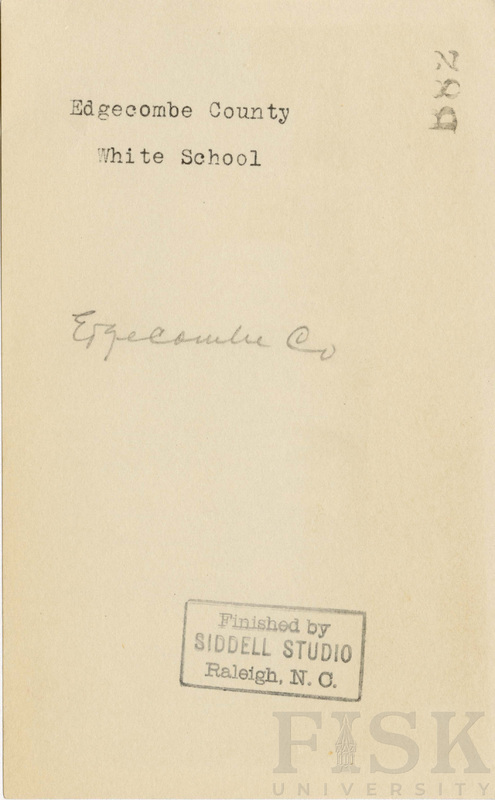 Edgecombe County
White School
Edgecombe Co
Finished by
SIDDELL STUDIO
Raleigh, N. C.
FISK
UNIVERSITY